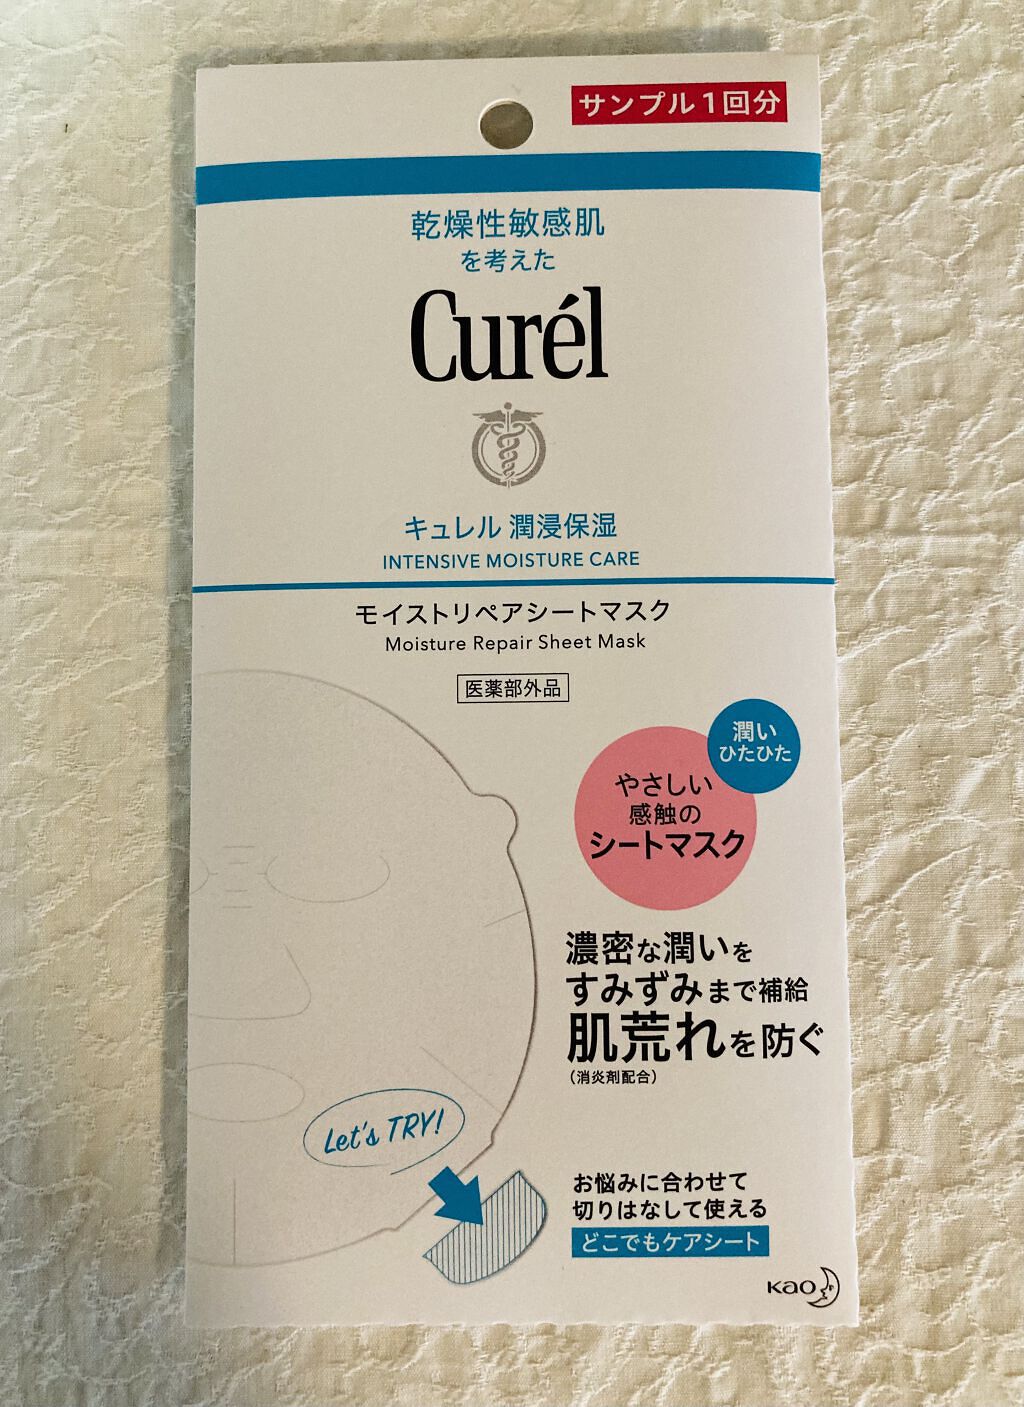 サンプル1回分
乾燥性敏感肌
を考えた
Curél
キュレル 潤浸保湿
INTENSIVE MOISTURE CARE
モイストリペアシートマスク
Moisture Repair Sheet Mask
医薬部外品
潤い
ひたひた
やさしい
感触の
シートマスク
濃密な潤いを
すみずみまで補給
肌荒れを防ぐ
(消炎剤配合)
Let's TRY!
お悩みに合わせて
切りはなして使える
どこでもケアシート
Kao